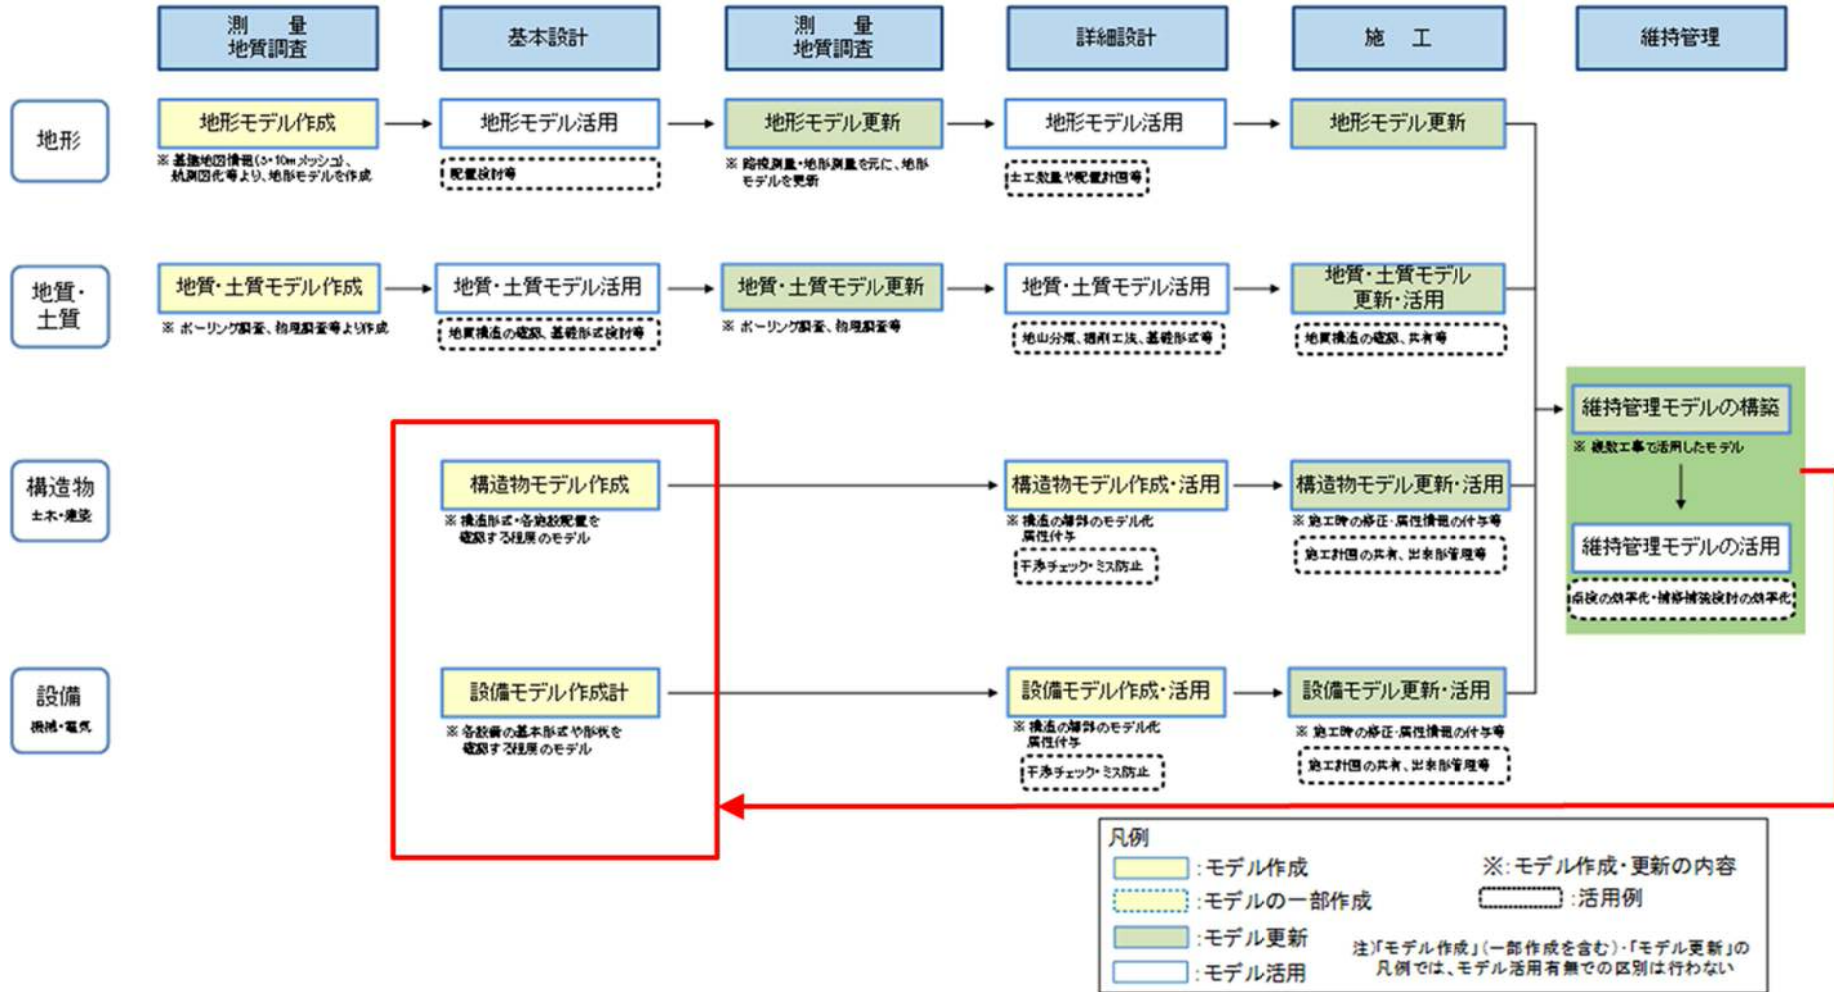 測　量
地質調査
基本設計
測　量
地質調査
詳細設計
施　工
維持管理
地形
地形モデル作成
地形モデル活用
地形モデル更新
地形モデル活用
地形モデル更新
※ 基盤地図情報(5・10mメッシュ)、
航測図化等より、地形モデルを作成
配置検討等
※ 路線測量・地形測量を元に、地形
モデルを更新
土工数量や配置計画等
地質・
土質
地質・土質モデル作成
地質・土質モデル活用
地質・土質モデル更新
地質・土質モデル活用
地質・土質モデル
更新・活用
※ ボーリング調査、物理調査等より作成
地質構造の確認、基礎形式検討等
※ ボーリング調査、物理調査等
地山分類、掘削工法、基礎形式等
地質構造の確認、共有等
構造物
土木・建築
構造物モデル作成
構造物モデル作成・活用
構造物モデル更新・活用
※ 構造形式・各施設配置を
確認する程度のモデル
※ 構造の細部のモデル化
属性付与
干渉チェック・ミス防止
※ 施工時の修正・属性情報の付与等
施工計画の共有、出来形管理等
維持管理モデルの構築
※ 複数工事で活用したモデル
維持管理モデルの活用
点検の効率化・補修補強検討の効率化
設備
機械・電気
設備モデル作成計
設備モデル作成・活用
設備モデル更新・活用
※ 各設備の基本形式や形状を
確認する程度のモデル
※ 構造の細部のモデル化
属性付与
干渉チェック・ミス防止
※ 施工時の修正・属性情報の付与等
施工計画の共有、出来形管理等
凡例
:モデル作成
:モデルの一部作成
:モデル更新
:モデル活用
※:モデル作成・更新の内容
:活用例
注)「モデル作成」(一部作成を含む)・「モデル更新」の
凡例では、モデル活用有無での区別は行わない